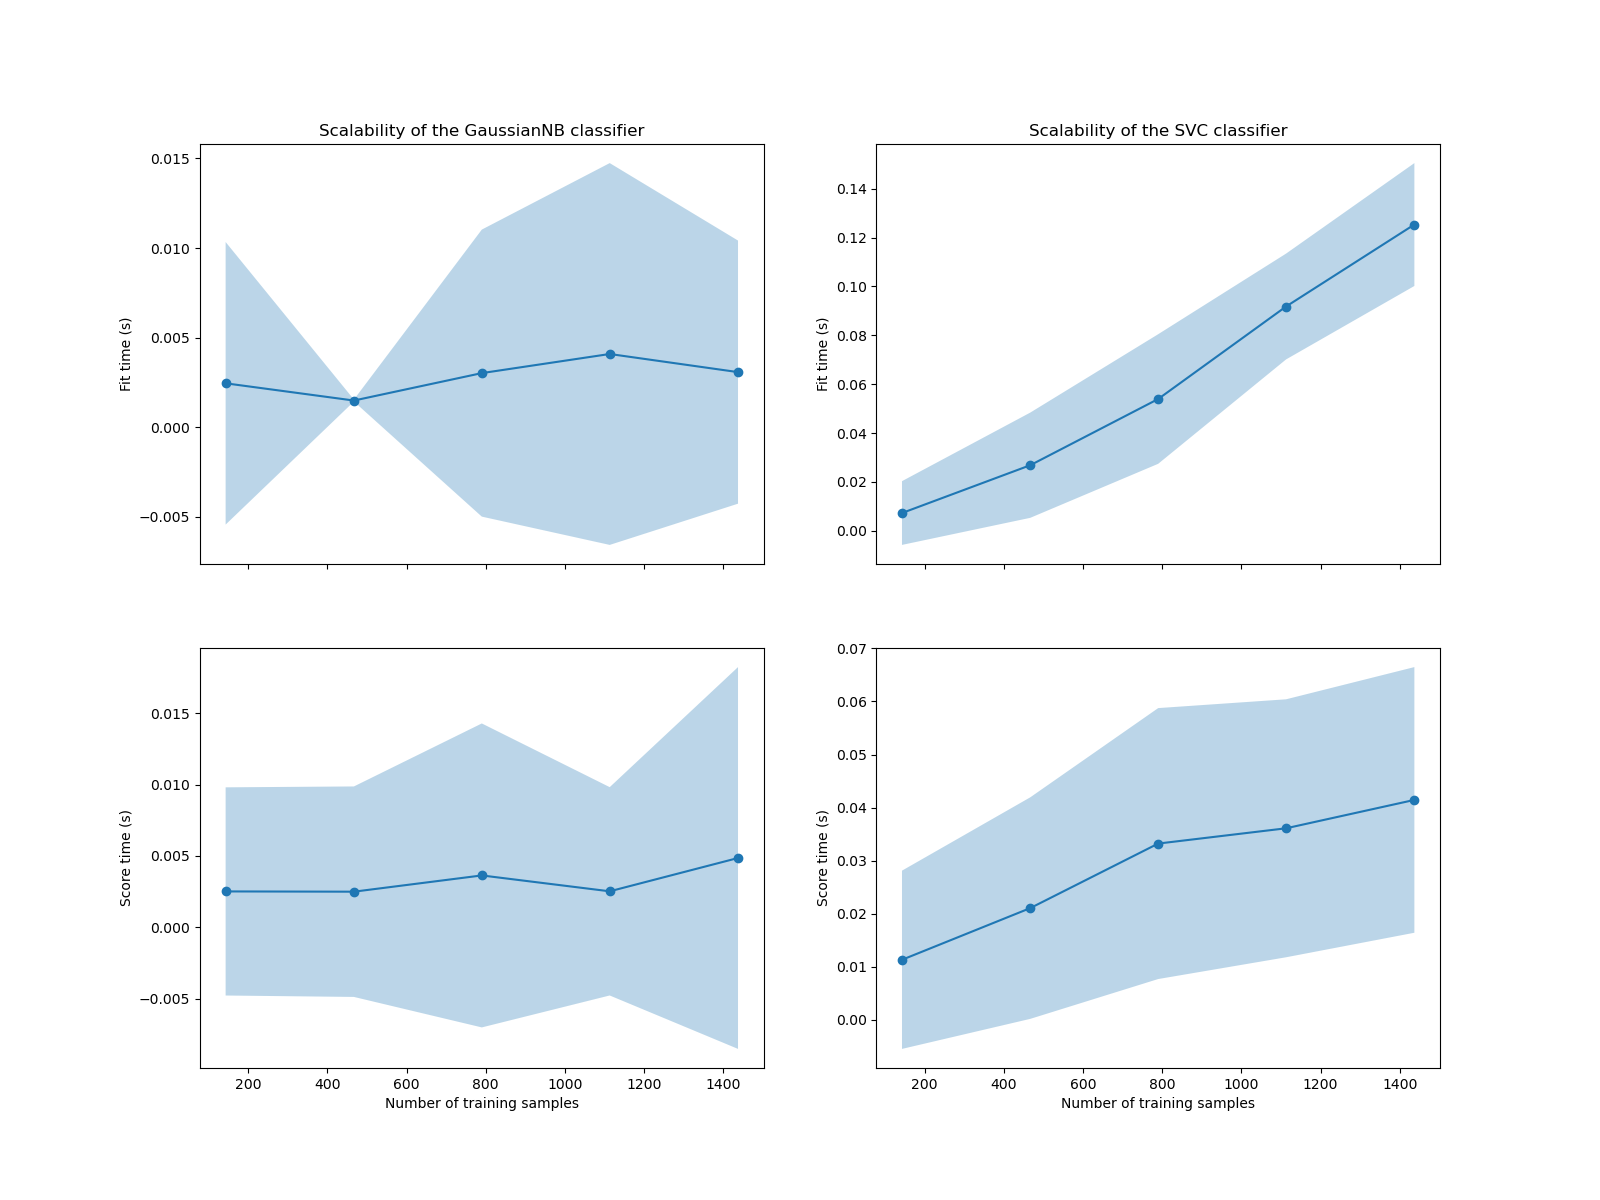 Scalability of the GaussianNB classifier
0.015
0.010
0.005
0.000
−0.005
Fit time (s)
Scalability of the SVC classifier
0.14
0.12
0.10
0.08
0.06
0.04
0.02
0.00
Fit time (s)
0.015
0.010
0.005
0.000
−0.005
Score time (s)
200 400 600 800 1000 1200 1400
Number of training samples
0.07
0.06
0.05
0.04
0.03
0.02
0.01
0.00
Score time (s)
200 400 600 800 1000 1200 1400
Number of training samples